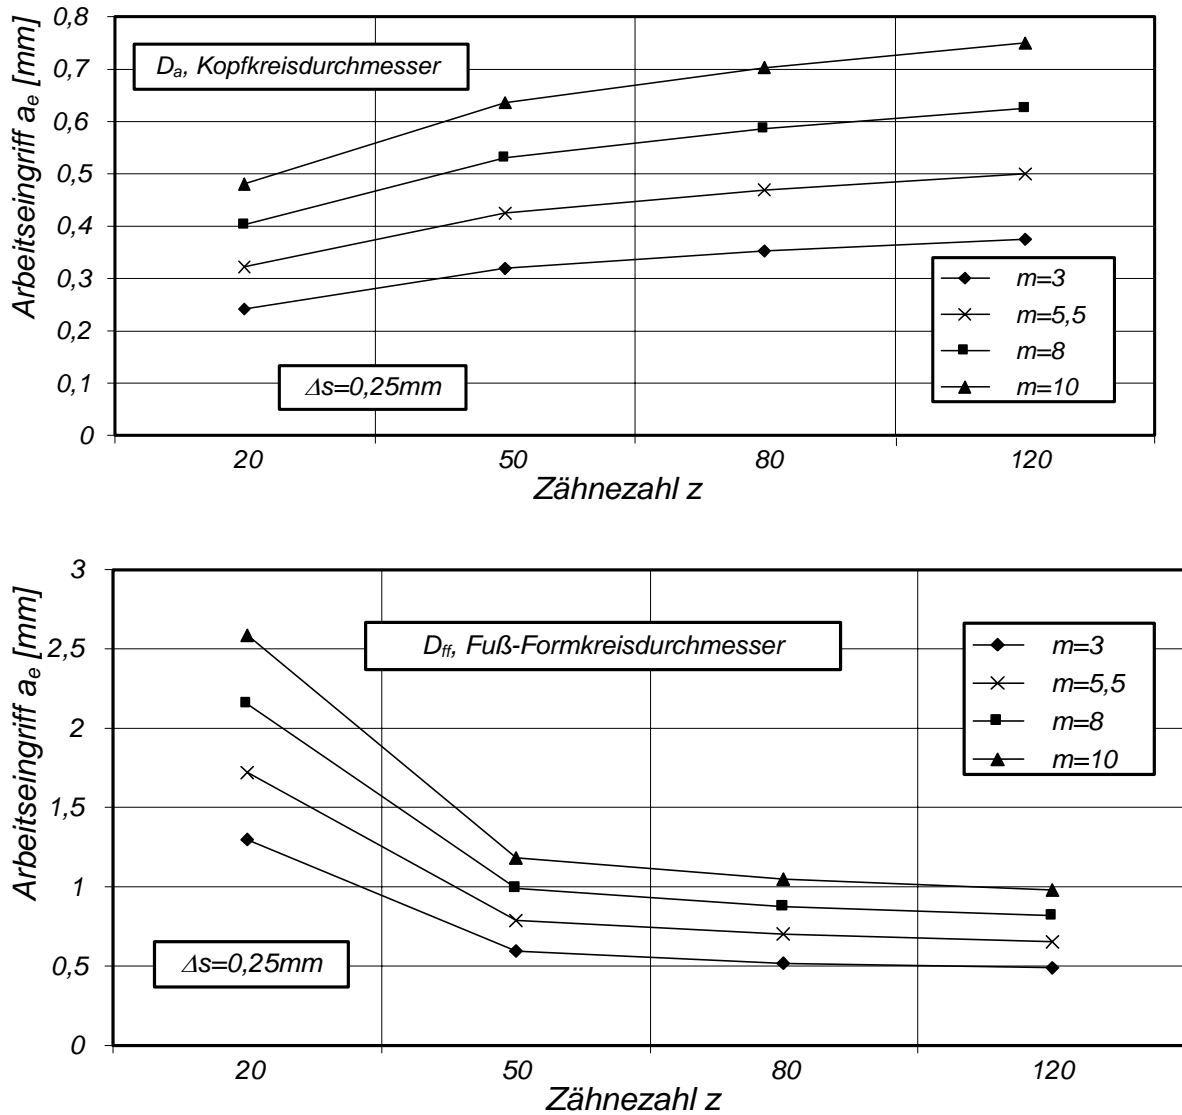 Arbeitseingriff aₑ [mm]
0,8
0,7
0,6
0,5
0,4
0,3
0,2
0,1
0
Dₐ, Kopfkreisdurchmesser
Δs=0,25mm
m=3
m=5,5
m=8
m=10
20 50 80 120
Zähnezahl z
Arbeitseingriff aₑ [mm]
3
2,5
2
1,5
1
0,5
0
D_ff, Fuß-Formkreisdurchmesser
Δs=0,25mm
m=3
m=5,5
m=8
m=10
20 50 80 120
Zähnezahl z